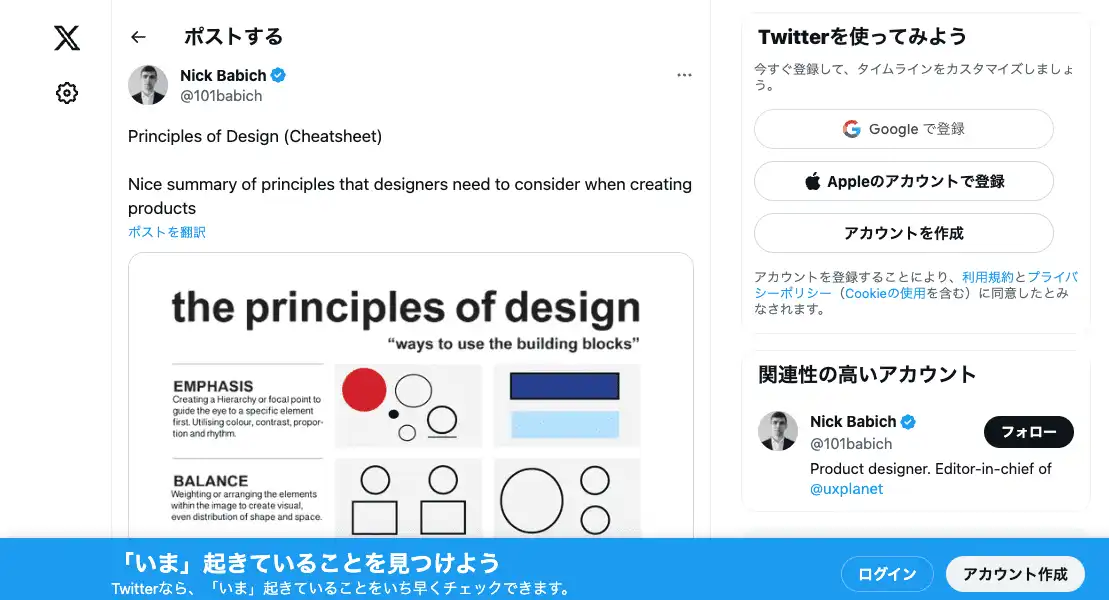 ポストする
Nick Babich
@101babich
Principles of Design (Cheatsheet)
Nice summary of principles that designers need to consider when creating
products
ポストを翻訳
the principles of design
“ways to use the building blocks”
EMPHASIS
Creating a Hierarchy or focal point to
guide the eye to a specific element
first. Utilising colour, contrast, propor-
tion and rhythm.
BALANCE
Weighting or arranging the elements
within the image to create visual,
even distribution of shape and space.
Twitterを使ってみよう
今すぐ登録して、タイムラインをカスタマイズしましょ
う。
Google で登録
Appleのアカウントで登録
アカウントを作成
アカウントを登録することにより、利用規約とプライバ
シーポリシー（Cookieの使用を含む）に同意したとみ
なされます。
関連性の高いアカウント
Nick Babich
@101babich
フォロー
Product designer. Editor-in-chief of
@uxplanet
「いま」起きていることを見つけよう
Twitterなら、「いま」起きていることをいち早くチェックできます。
ログイン
アカウント作成